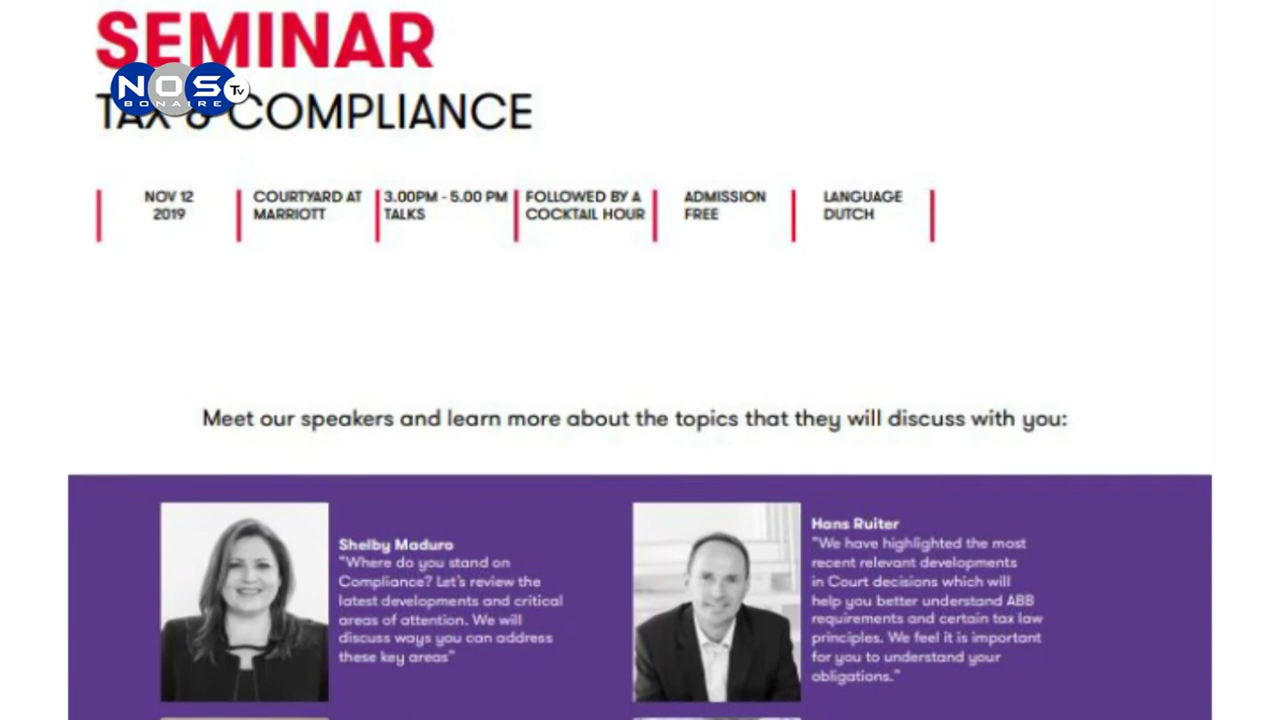 SEMINAR
NOS Tv
BONAIRE
TAX & COMPLIANCE
NOV 12
2019
COURTYARD AT
MARRIOTT
3.00PM - 5.00 PM
TALKS
FOLLOWED BY A
COCKTAIL HOUR
ADMISSION
FREE
LANGUAGE
DUTCH
Meet our speakers and learn more about the topics that they will discuss with you:
Shelby Maduro
"Where do you stand on
Compliance? Let's review the
latest developments and critical
areas of attention. We will
discuss ways you can address
these key areas"
Hans Ruiter
"We have highlighted the most
recent relevant developments
in Court decisions which will
help you better understand ABB
requirements and certain tax law
principles. We feel it is important
for you to understand your
obligations."